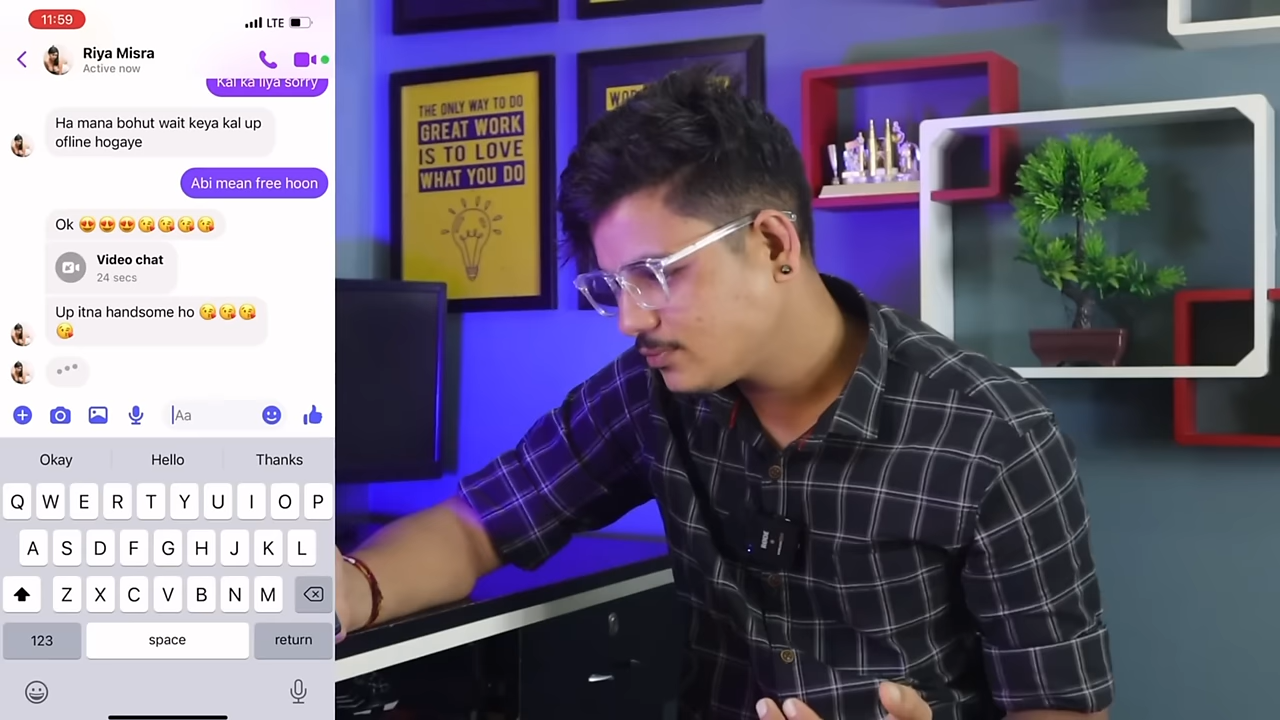 11:59
LTE
Riya Misra
Active now
Kal ka liya sorry
Ha mana bohut wait keya kal up
ofline hogaye
Abi mean free hoon
Ok 😍😍😍😘😘😘😘
Video chat
24 secs
Up itna handsome ho 😘😘😘
😘
Aa
Okay Hello Thanks
Q W E R T Y U I O P
A S D F G H J K L
Z X C V B N M
123 space return
THE ONLY WAY TO DO
GREAT WORK
IS TO LOVE
WHAT YOU DO
RODE